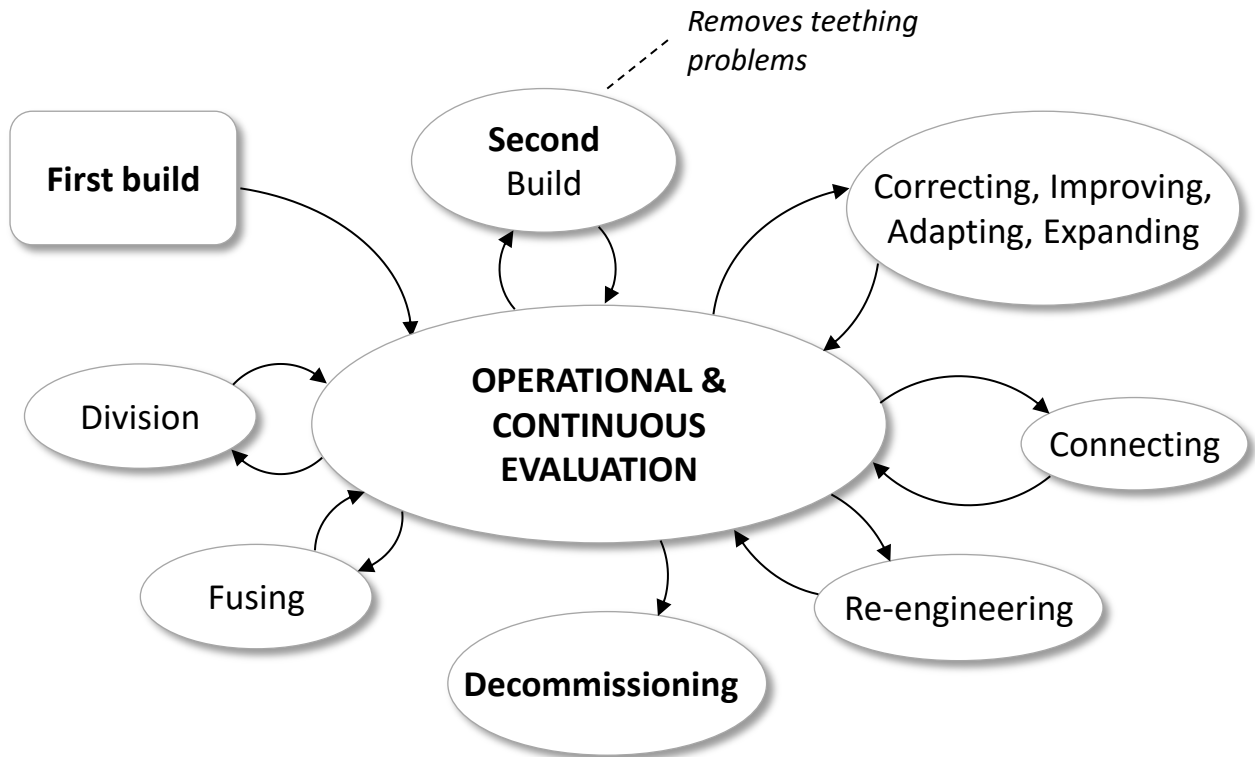 Removes teething
problems
First build
Second
Build
Correcting, Improving,
Adapting, Expanding
OPERATIONAL &
CONTINUOUS
EVALUATION
Division
Connecting
Fusing
Re-engineering
Decommissioning